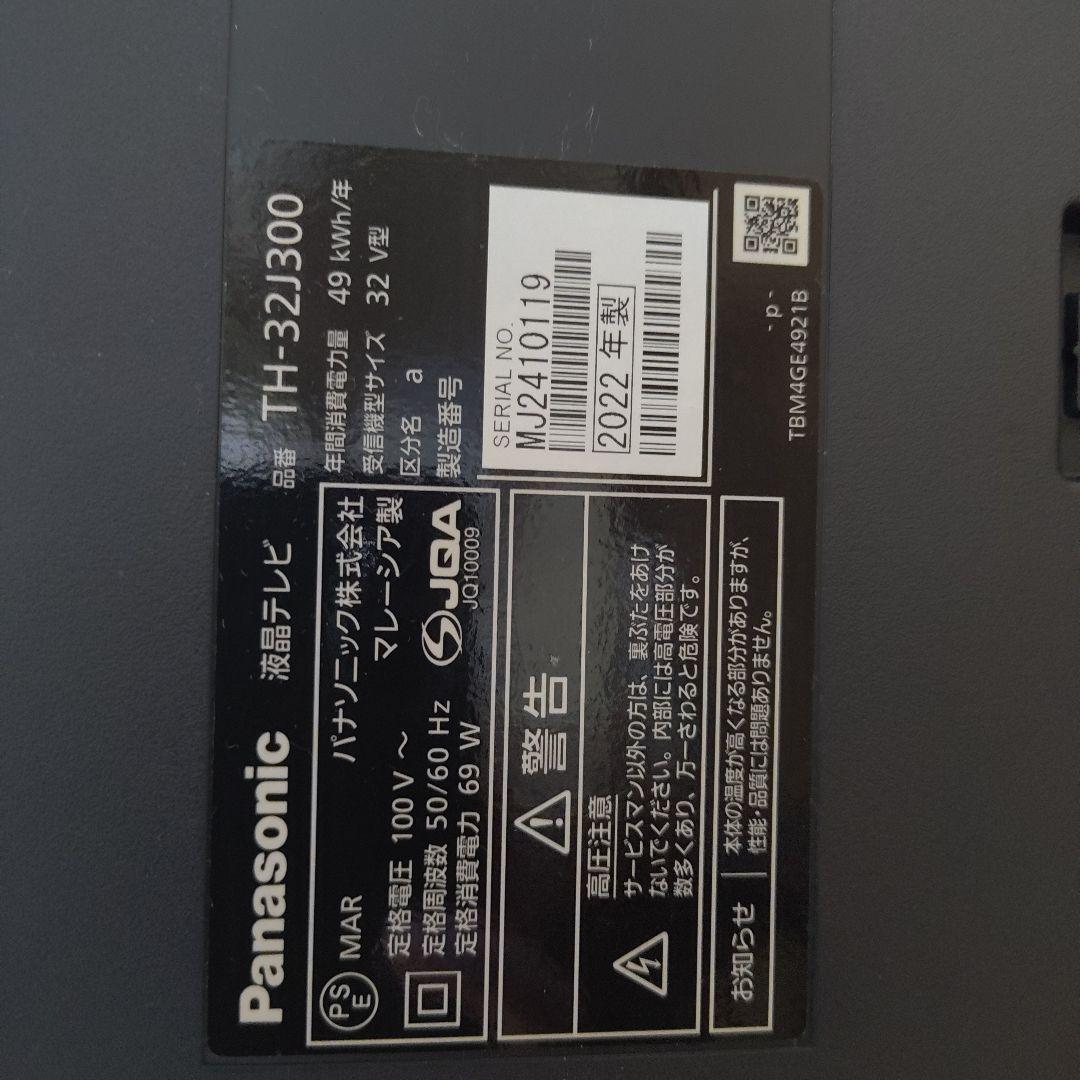 Panasonic 液晶テレビ 品番 TH-32J300
年間消費電力量 49 kWh/年
受信機型サイズ 32 V型
区分名 a
製造番号
SERIAL NO.
MJ2410119
2022 年製
PSE MAR パナソニック株式会社
マレーシア製
定格電圧 100 V ～
定格周波数 50/60 Hz
定格消費電力 69 W
JQA
JQ10009
警告
高圧注意
サービスマン以外の方は、裏ぶたをあけ
ないでください。内部には高電圧部分が
数多くあり、万一さわると危険です。
お知らせ
本体の温度が高くなる部分がありますが、
性能・品質には問題ありません。
- p -
TBM4GE4921B